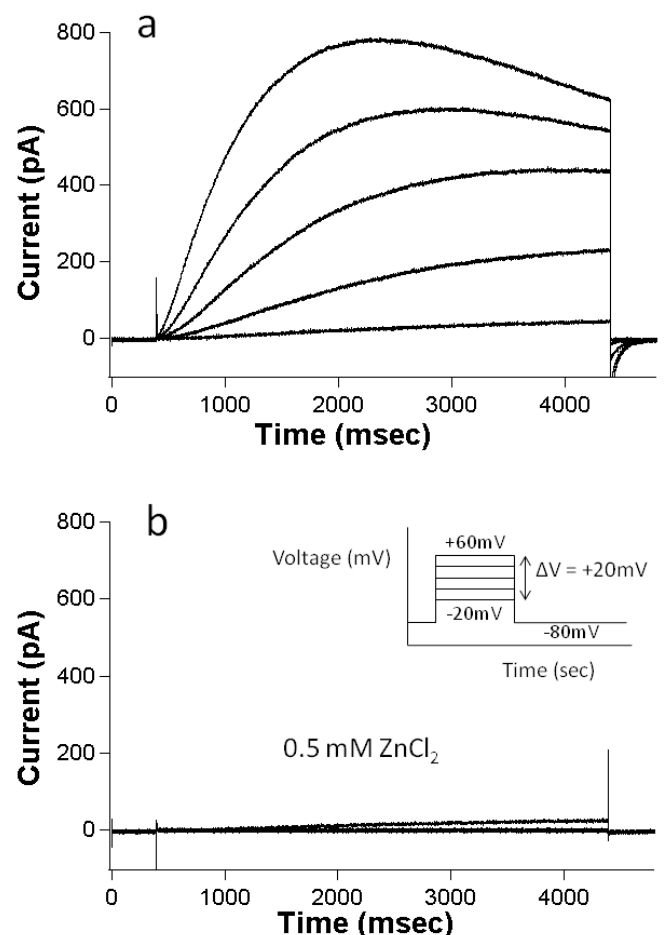 a
800
600
400
200
0
Current (pA)
0 1000 2000 3000 4000
Time (msec)
b
800
600
400
200
0
Current (pA)
Voltage (mV)
+60mV
ΔV = +20mV
-20mV
-80mV
Time (sec)
0.5 mM ZnCl₂
0 1000 2000 3000 4000
Time (msec)